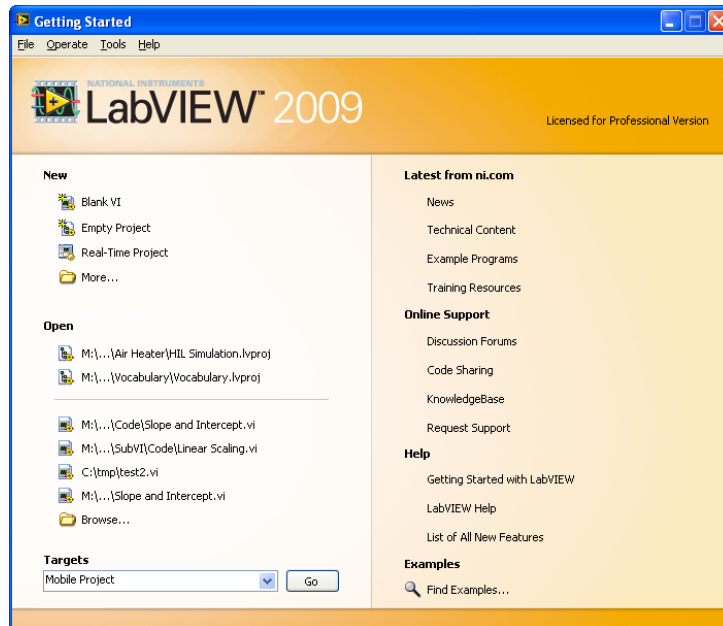 Getting Started
File Operate Tools Help
NATIONAL INSTRUMENTS
LabVIEW™ 2009
Licensed for Professional Version
New
Blank VI
Empty Project
Real-Time Project
More...
Open
M:\...\Air Heater\HIL Simulation.lvproj
M:\...\Vocabulary\Vocabulary.lvproj
M:\...\Code\Slope and Intercept.vi
M:\...\SubVI\Code\Linear Scaling.vi
C:\tmp\test2.vi
M:\...\Slope and Intercept.vi
Browse...
Targets
Mobile Project
Go
Latest from ni.com
News
Technical Content
Example Programs
Training Resources
Online Support
Discussion Forums
Code Sharing
KnowledgeBase
Request Support
Help
Getting Started with LabVIEW
LabVIEW Help
List of All New Features
Examples
Find Examples...